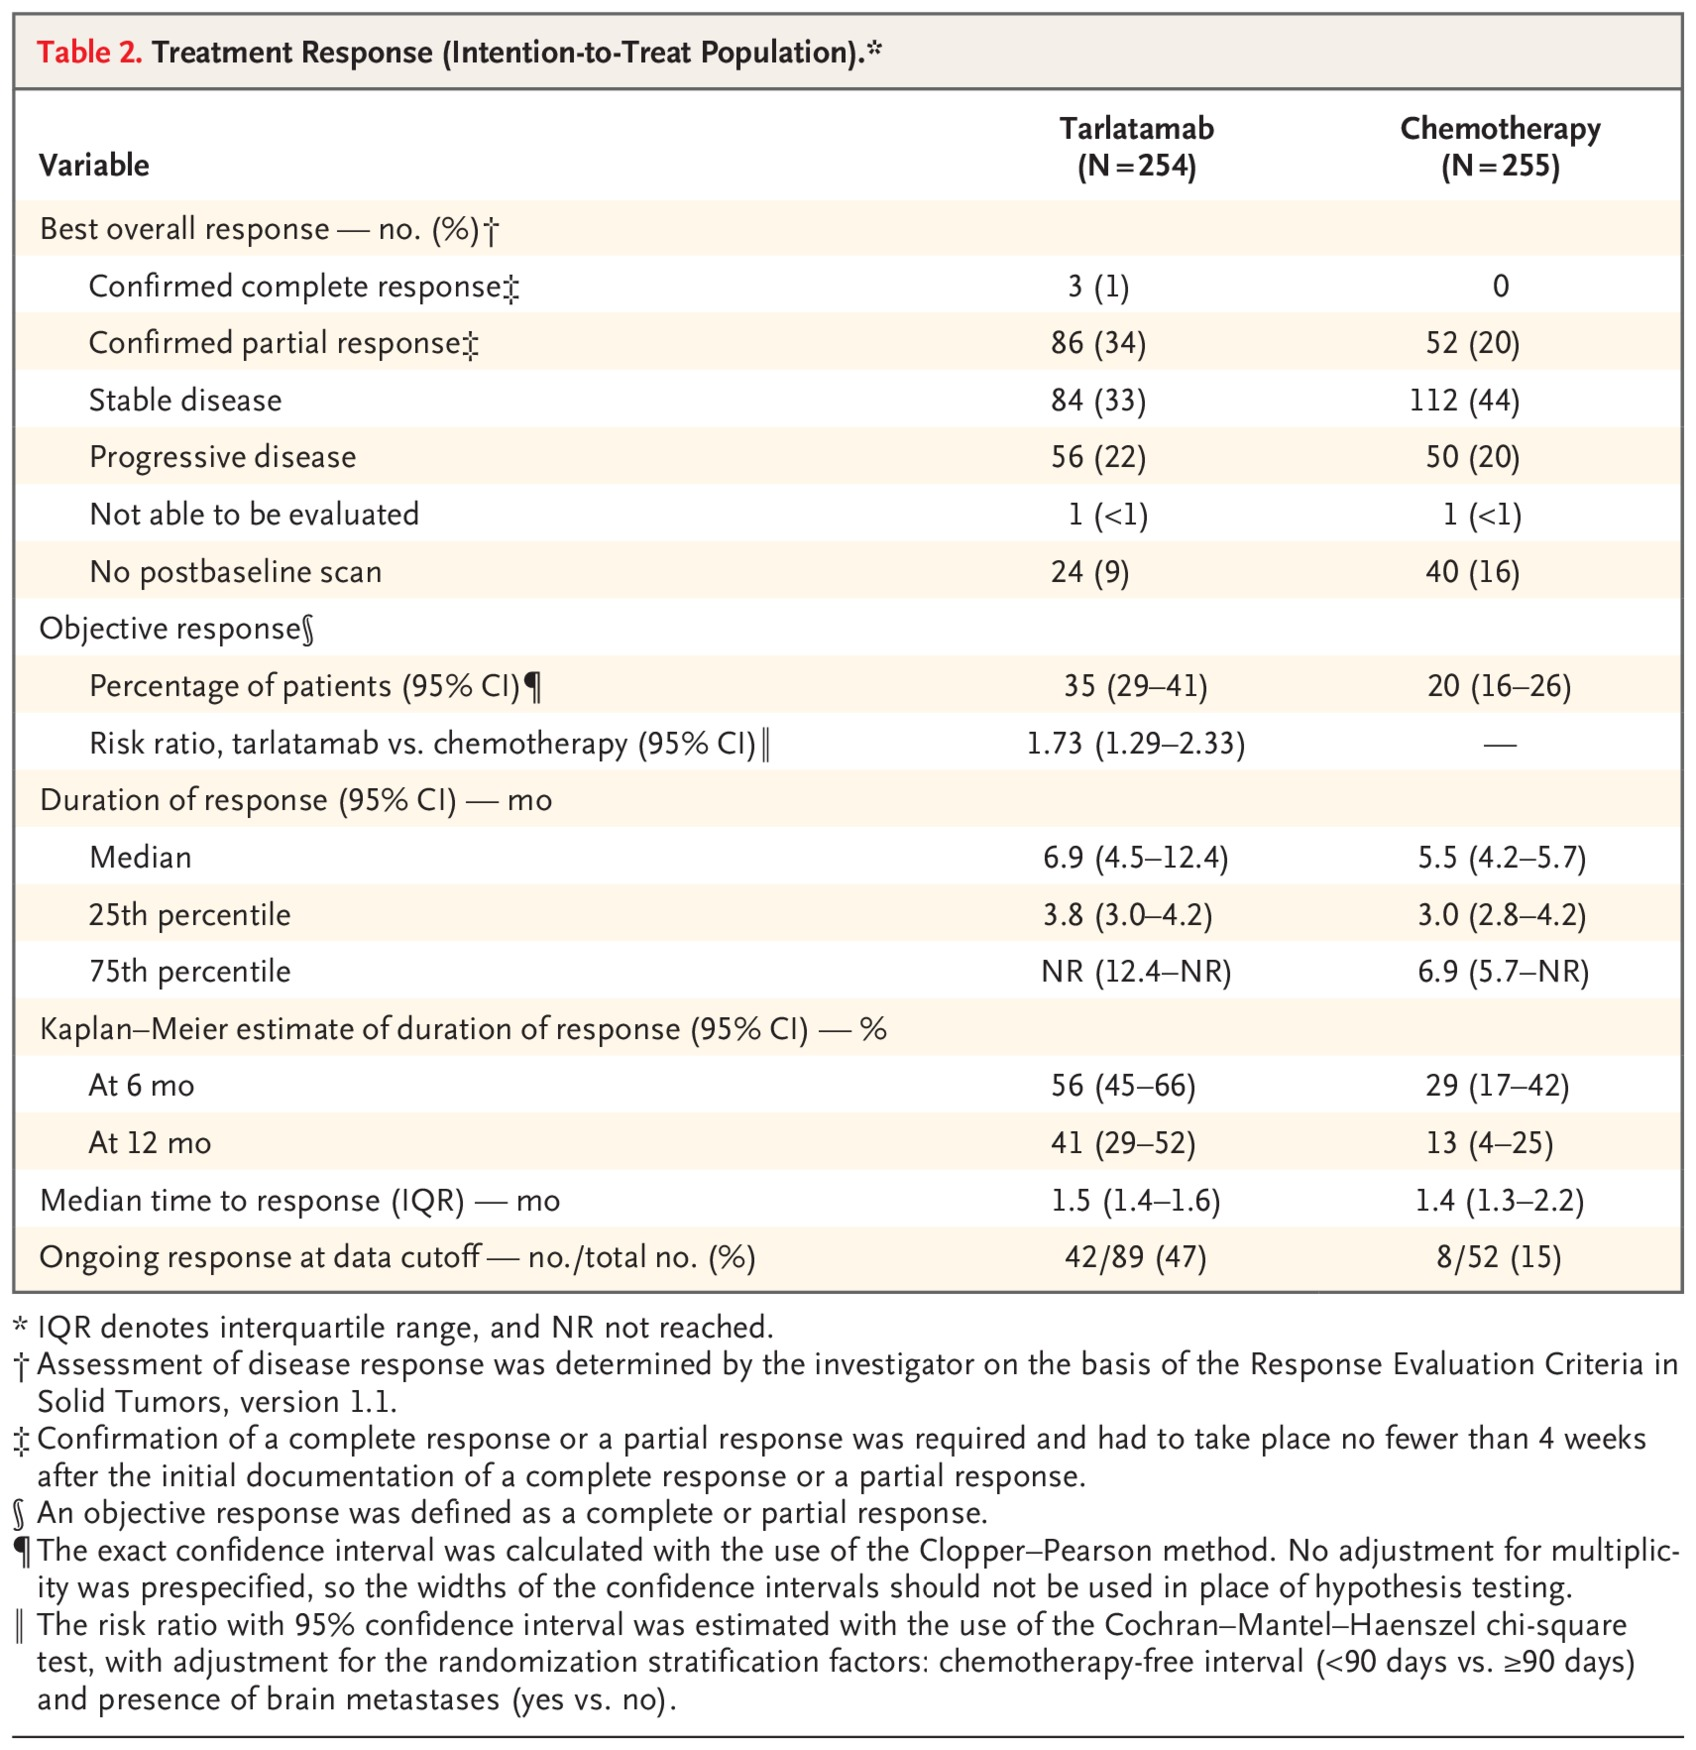 Table 2. Treatment Response (Intention-to-Treat Population).*
Variable Tarlatamab (N=254) Chemotherapy (N=255)
Best overall response — no. (%)†
Confirmed complete response‡ 3 (1) 0
Confirmed partial response‡ 86 (34) 52 (20)
Stable disease 84 (33) 112 (44)
Progressive disease 56 (22) 50 (20)
Not able to be evaluated 1 (<1) 1 (<1)
No postbaseline scan 24 (9) 40 (16)
Objective response§
Percentage of patients (95% CI)¶ 35 (29–41) 20 (16–26)
Risk ratio, tarlatamab vs. chemotherapy (95% CI)‖ 1.73 (1.29–2.33) —
Duration of response (95% CI) — mo
Median 6.9 (4.5–12.4) 5.5 (4.2–5.7)
25th percentile 3.8 (3.0–4.2) 3.0 (2.8–4.2)
75th percentile NR (12.4–NR) 6.9 (5.7–NR)
Kaplan–Meier estimate of duration of response (95% CI) — %
At 6 mo 56 (45–66) 29 (17–42)
At 12 mo 41 (29–52) 13 (4–25)
Median time to response (IQR) — mo 1.5 (1.4–1.6) 1.4 (1.3–2.2)
Ongoing response at data cutoff — no./total no. (%) 42/89 (47) 8/52 (15)
* IQR denotes interquartile range, and NR not reached.
† Assessment of disease response was determined by the investigator on the basis of the Response Evaluation Criteria in
Solid Tumors, version 1.1.
‡ Confirmation of a complete response or a partial response was required and had to take place no fewer than 4 weeks
after the initial documentation of a complete response or a partial response.
§ An objective response was defined as a complete or partial response.
¶ The exact confidence interval was calculated with the use of the Clopper–Pearson method. No adjustment for multiplic-
ity was prespecified, so the widths of the confidence intervals should not be used in place of hypothesis testing.
‖ The risk ratio with 95% confidence interval was estimated with the use of the Cochran–Mantel–Haenszel chi-square
test, with adjustment for the randomization stratification factors: chemotherapy-free interval (<90 days vs. ≥90 days)
and presence of brain metastases (yes vs. no).